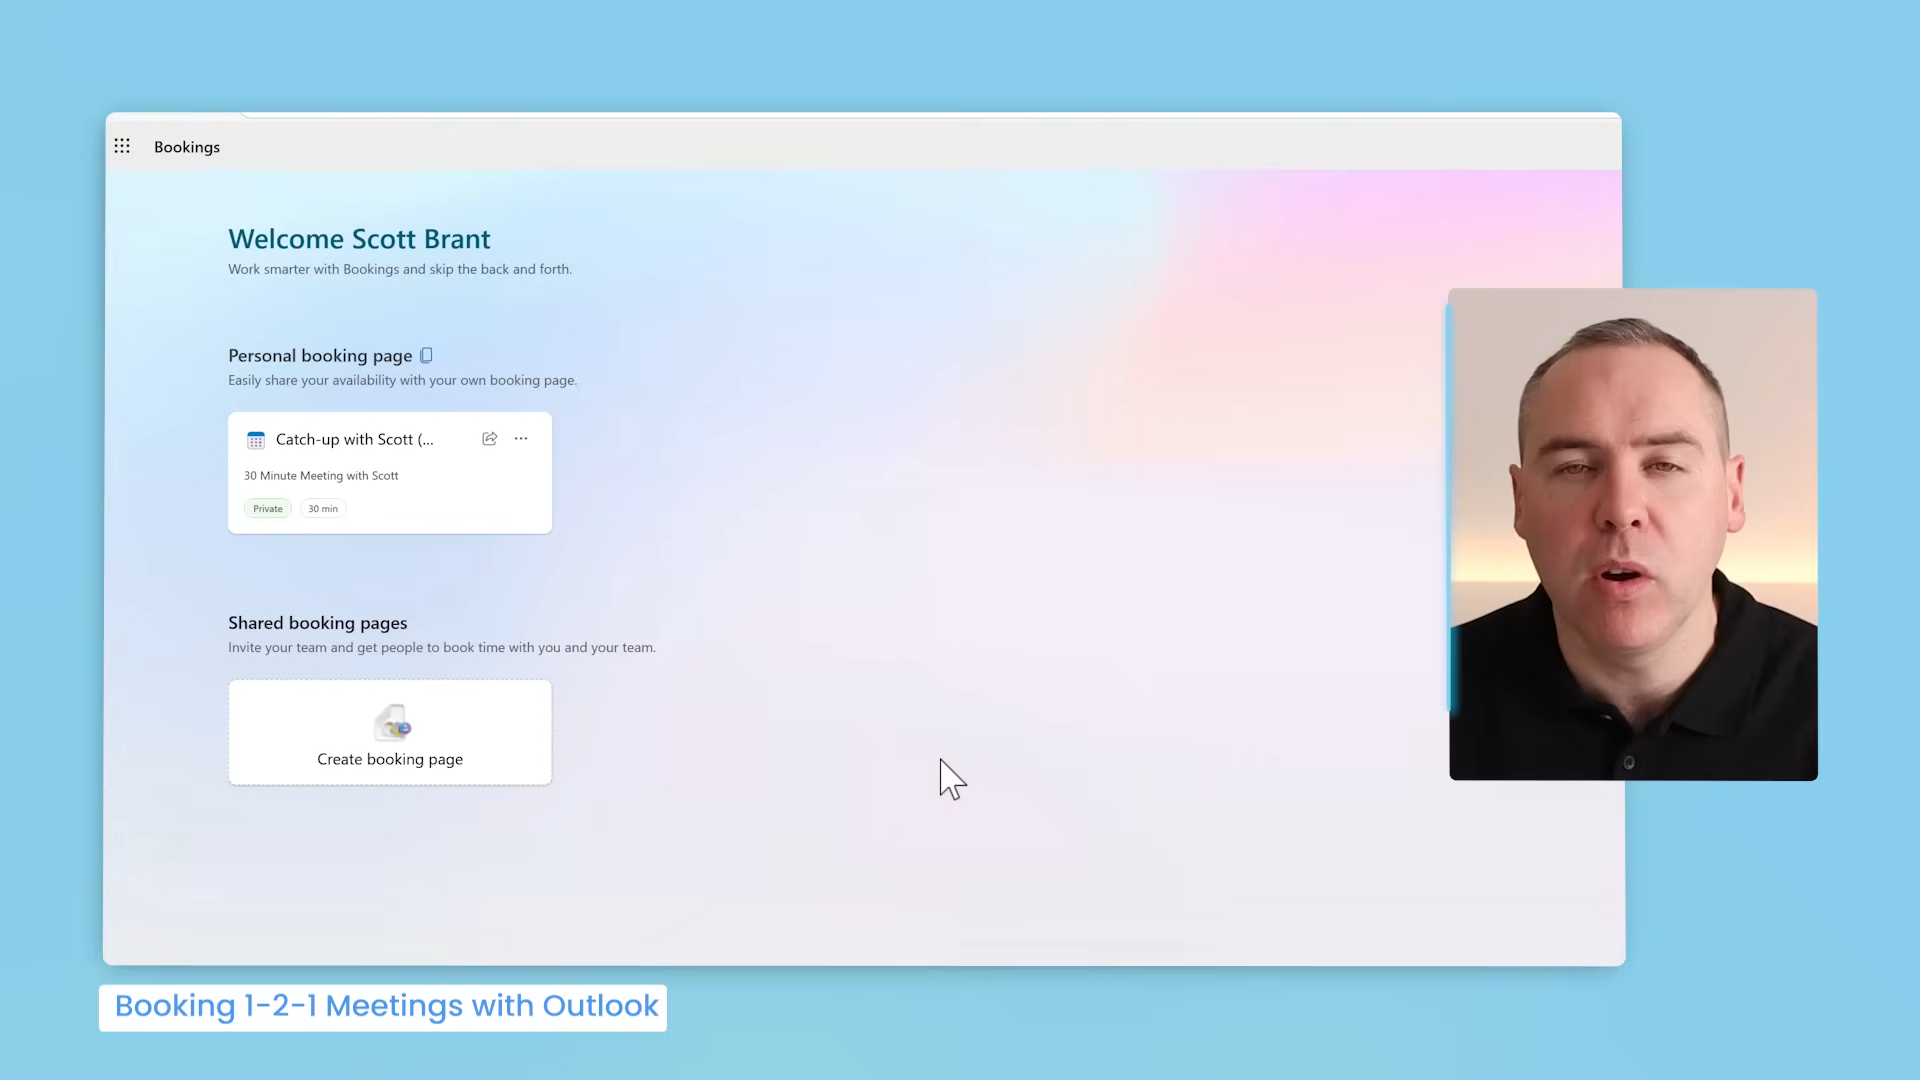 Bookings
Welcome Scott Brant
Work smarter with Bookings and skip the back and forth.
Personal booking page
Easily share your availability with your own booking page.
Catch-up with Scott (...
30 Minute Meeting with Scott
Private
30 min
Shared booking pages
Invite your team and get people to book time with you and your team.
Create booking page
Booking 1-2-1 Meetings with Outlook